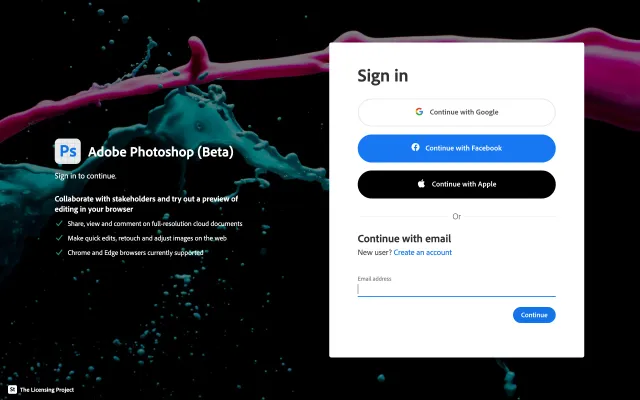 Ps
Adobe Photoshop (Beta)
Sign in to continue.
Collaborate with stakeholders and try out a preview of
editing in your browser
Share, view and comment on full-resolution cloud documents
Make quick edits, retouch and adjust images on the web
Chrome and Edge browsers currently supported
St
The Licensing Project
Sign in
Continue with Google
Continue with Facebook
Continue with Apple
Or
Continue with email
New user? Create an account
Email address
Continue